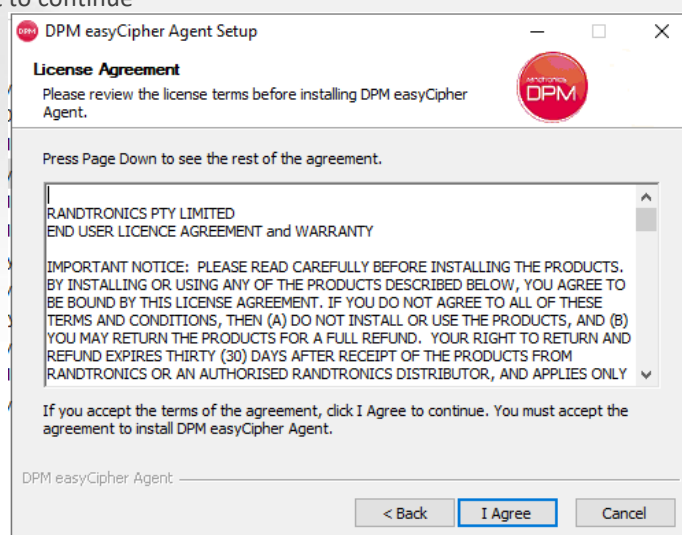 to continue
DPM easyCipher Agent Setup
License Agreement
Please review the license terms before installing DPM easyCipher
Agent.
randtronics
DPM
Press Page Down to see the rest of the agreement.
RANDTRONICS PTY LIMITED
END USER LICENCE AGREEMENT and WARRANTY
IMPORTANT NOTICE: PLEASE READ CAREFULLY BEFORE INSTALLING THE PRODUCTS.
BY INSTALLING OR USING ANY OF THE PRODUCTS DESCRIBED BELOW, YOU AGREE TO
BE BOUND BY THIS LICENSE AGREEMENT. IF YOU DO NOT AGREE TO ALL OF THESE
TERMS AND CONDITIONS, THEN (A) DO NOT INSTALL OR USE THE PRODUCTS, AND (B)
YOU MAY RETURN THE PRODUCTS FOR A FULL REFUND. YOUR RIGHT TO RETURN AND
REFUND EXPIRES THIRTY (30) DAYS AFTER RECEIPT OF THE PRODUCTS FROM
RANDTRONICS OR AN AUTHORISED RANDTRONICS DISTRIBUTOR, AND APPLIES ONLY
If you accept the terms of the agreement, click I Agree to continue. You must accept the
agreement to install DPM easyCipher Agent.
DPM easyCipher Agent
< Back I Agree Cancel